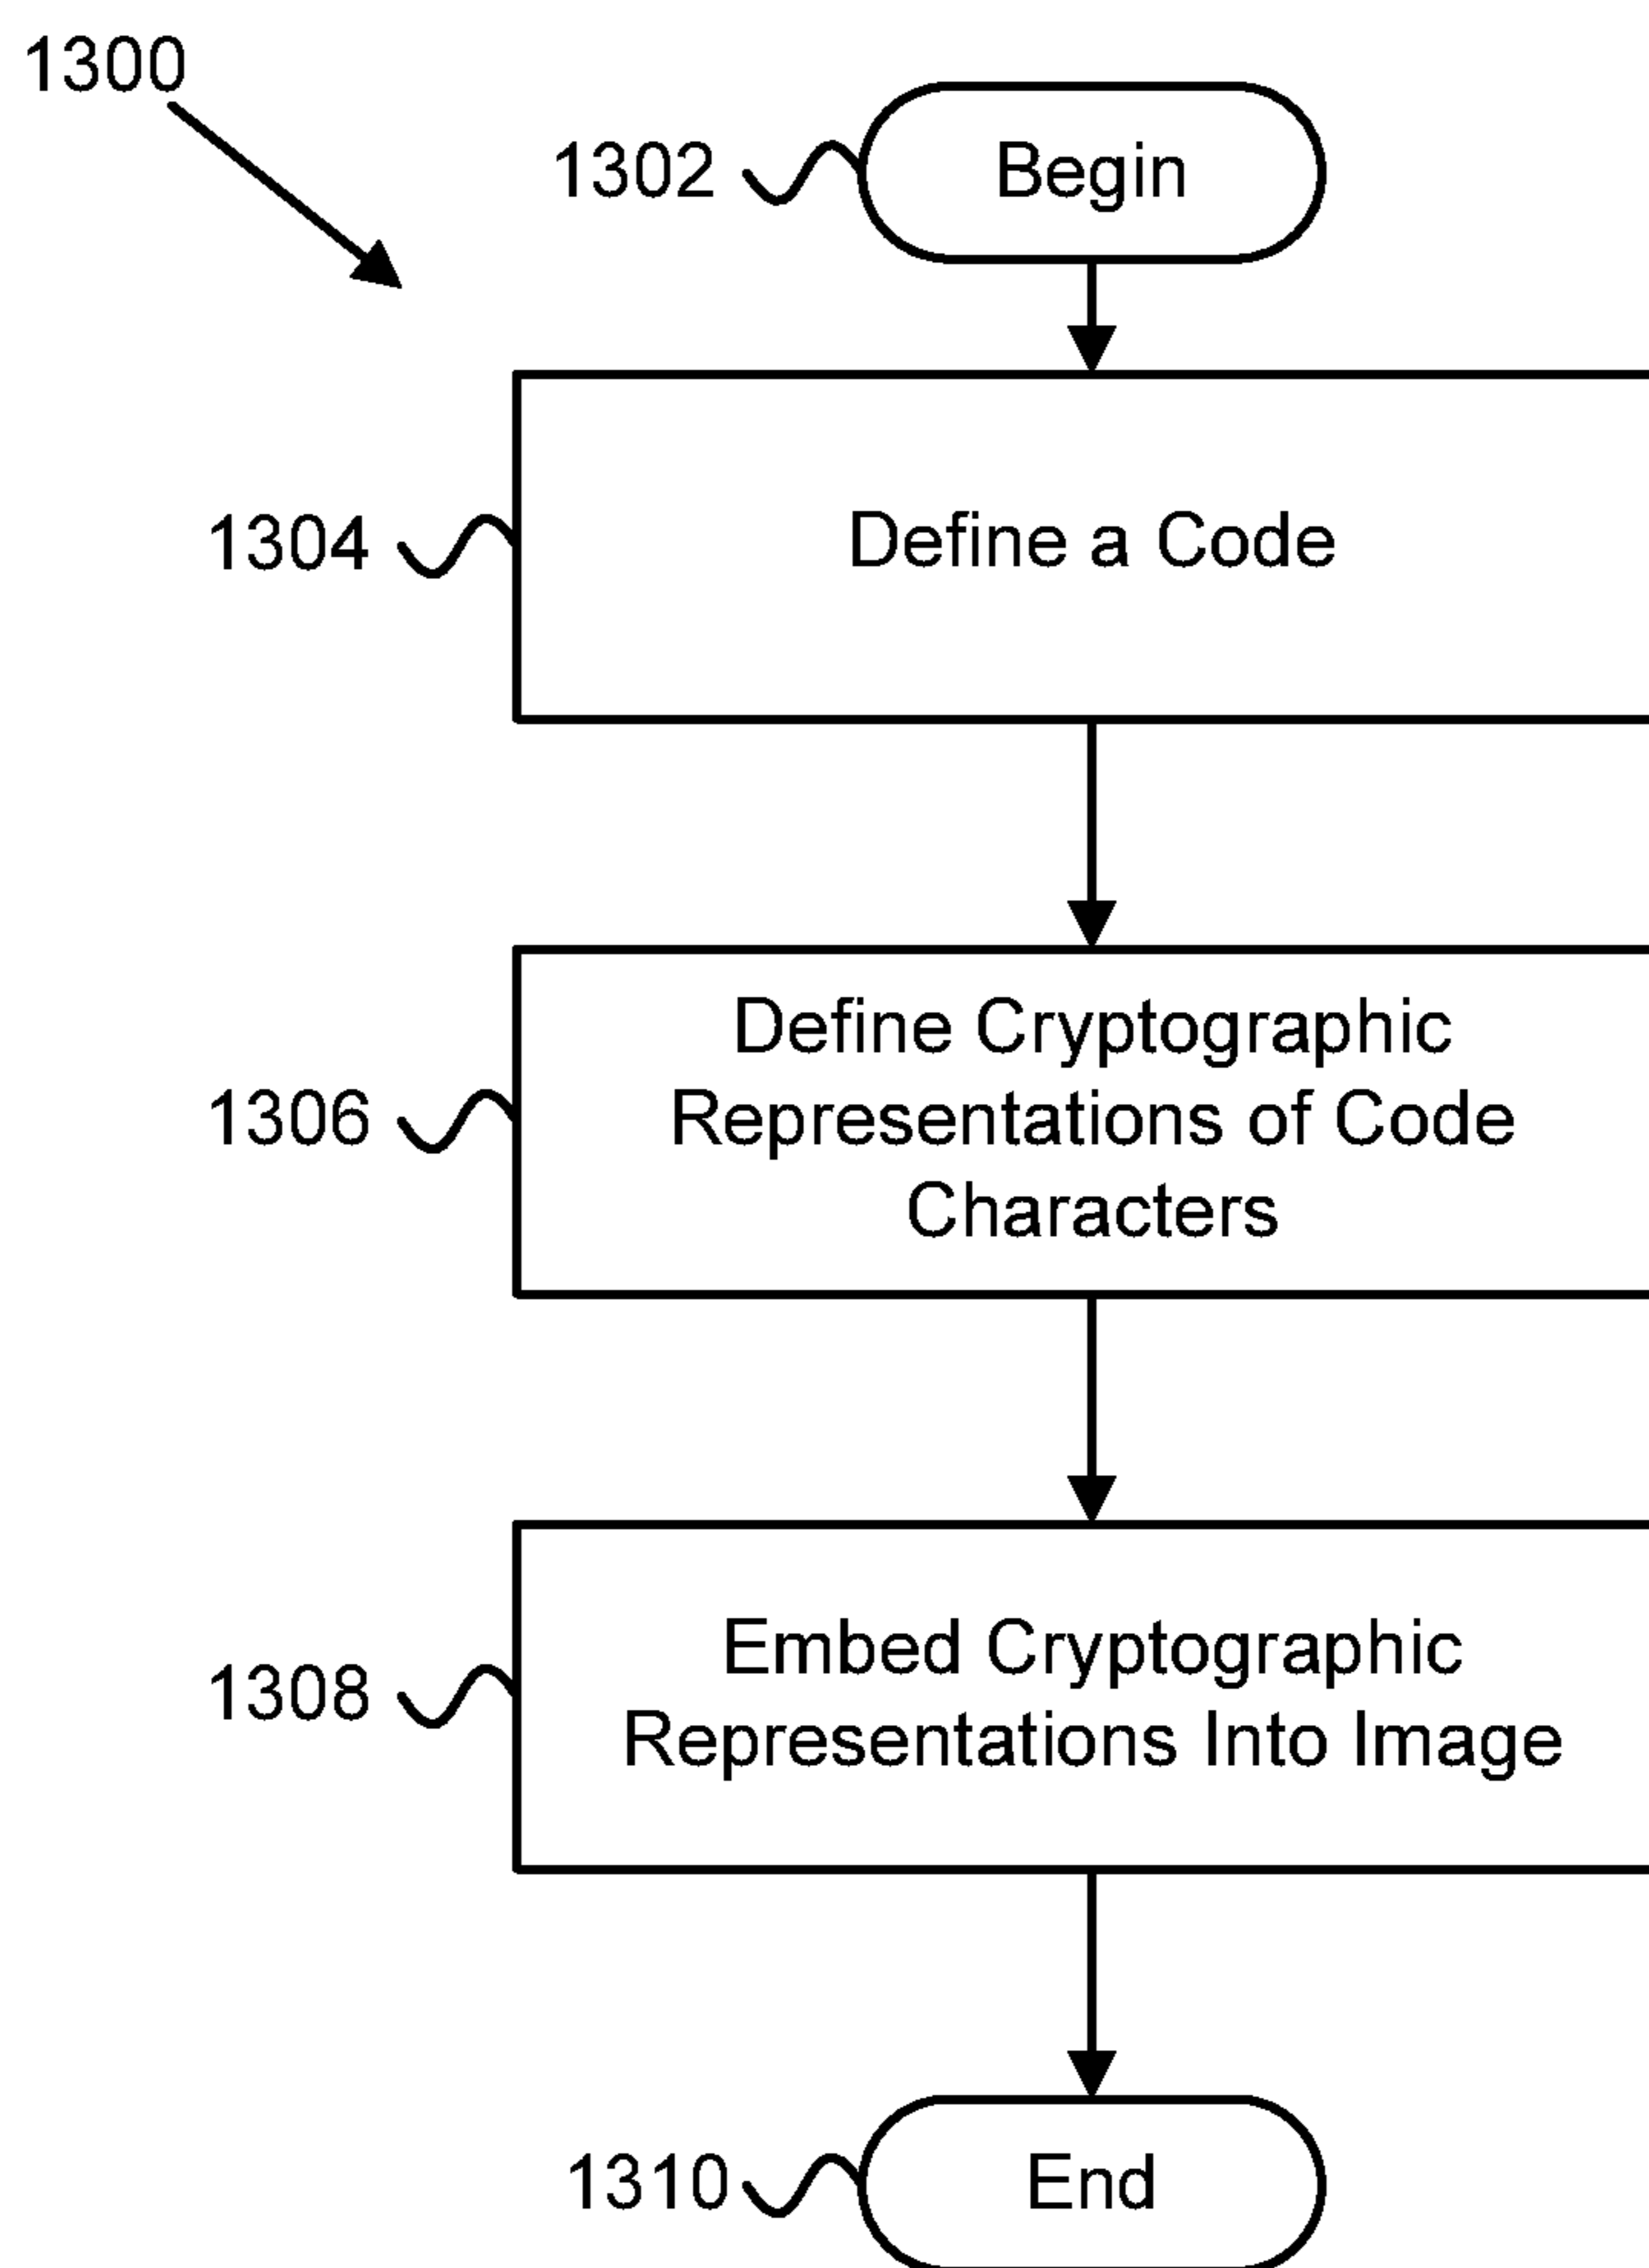 1300
1302
Begin
1304
Define a Code
1306
Define Cryptographic
Representations of Code
Characters
1308
Embed Cryptographic
Representations Into Image
1310
End